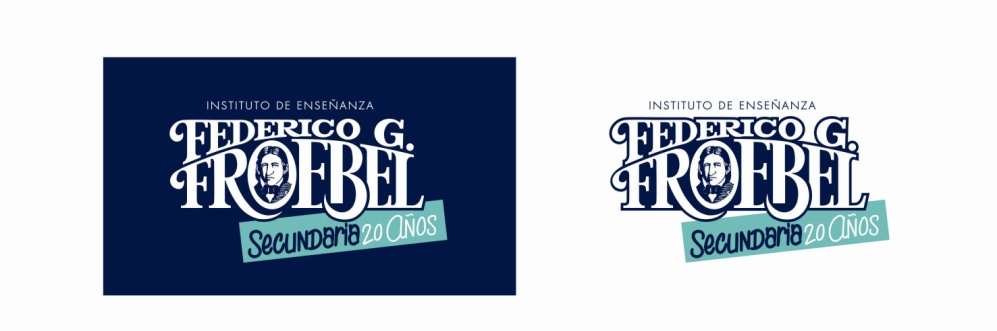 INSTITUTO DE ENSEÑANZA
FEDERICO G.
FROEBEL
Secundaria 20 Años
INSTITUTO DE ENSEÑANZA
FEDERICO G.
FROEBEL
Secundaria 20 Años